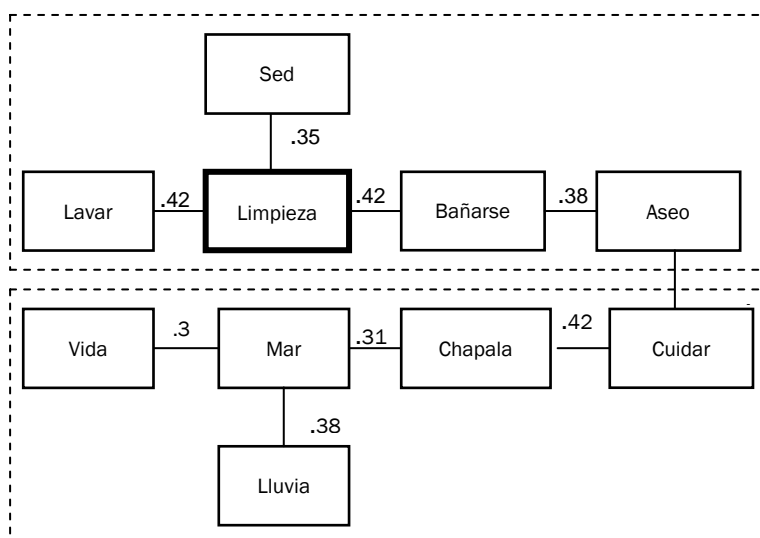 Sed
.35
Lavar
.42
Limpieza
.42
Bañarse
.38
Aseo
Vida
.3
Mar
.31
Chapala
.42
Cuidar
.38
Lluvia